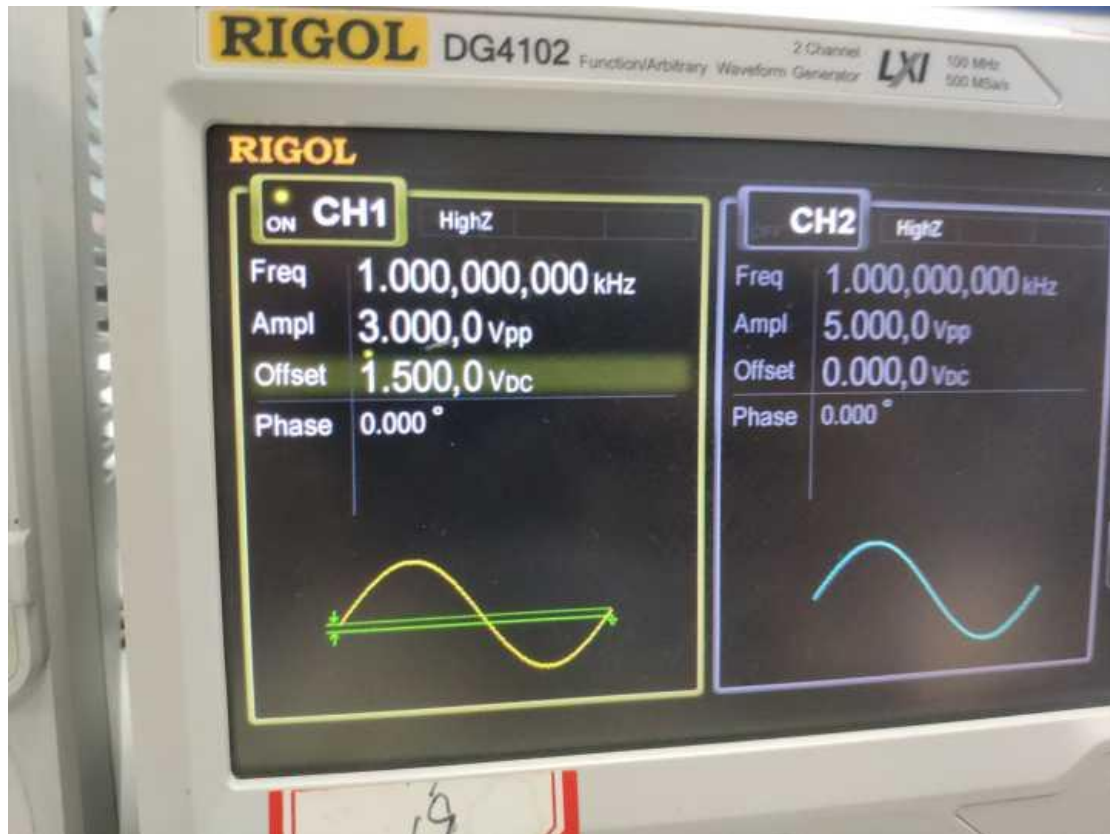 RIGOL DG4102 Function/Arbitrary Waveform Generator 2 Channel LXI 100 MHz 500 MSa/s
RIGOL
ON CH1 HighZ
Freq 1.000,000,000 kHz
Ampl 3.000,0 Vpp
Offset 1.500,0 VDC
Phase 0.000 °
OFF CH2 HighZ
Freq 1.000,000,000 kHz
Ampl 5.000,0 Vpp
Offset 0.000,0 VDC
Phase 0.000 °